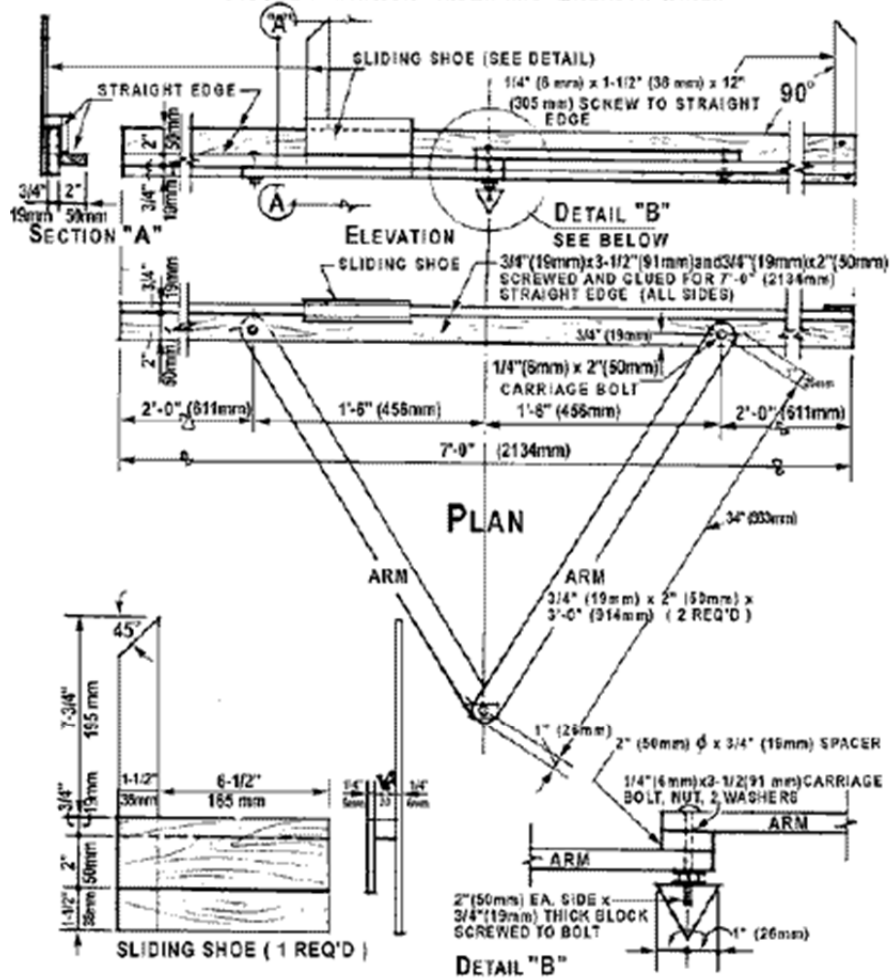 "A"
SLIDING SHOE (SEE DETAIL)
STRAIGHT EDGE
1/4" (6 mm) x 1-1/2" (38 mm) x 12"
(305 mm) SCREW TO STRAIGHT
EDGE
90°
2"
50mm
3/4"
19mm
3/4"
19mm
2"
50mm
SECTION "A"
A
ELEVATION
DETAIL "B"
SEE BELOW
SLIDING SHOE
3/4"(19mm)x3-1/2"(91mm)and3/4"(19mm)x2"(50mm)
SCREWED AND GLUED FOR 7'-0" (2134mm)
STRAIGHT EDGE (ALL SIDES)
3/4"
19mm
2"
50mm
3/4" (19mm)
1/4"(6mm) x 2"(50mm)
CARRIAGE BOLT
26mm
2'-0" (611mm)
1'-6" (456mm)
1'-6" (456mm)
2'-0" (611mm)
7'-0" (2134mm)
PLAN
34" (863mm)
ARM
ARM
3/4" (19mm) x 2" (50mm) x
3'-0" (914mm) ( 2 REQ'D )
45°
7-3/4"
195 mm
3/4"
19mm
2"
50mm
1-1/2"
38mm
1-1/2"
38mm
6-1/2"
165 mm
1/4"
6mm
1/4"
6mm
1" (26mm)
2" (50mm) ϕ x 3/4" (19mm) SPACER
1/4"(6mm)x3-1/2(91 mm)CARRIAGE
BOLT, NUT, 2 WASHERS
ARM
ARM
2"(50mm) EA. SIDE x
3/4"(19mm) THICK BLOCK
SCREWED TO BOLT
1" (26mm)
SLIDING SHOE ( 1 REQ'D )
DETAIL "B"